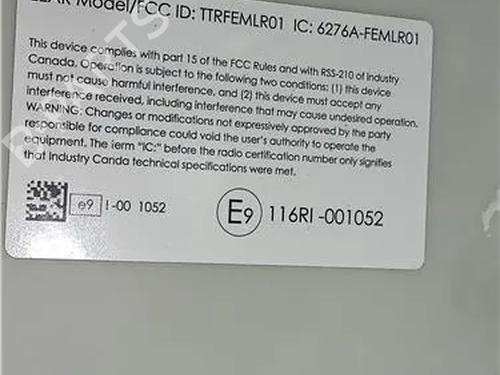 LEAR Model/FCC ID: TTRFEMLR01 IC: 6276A-FEMLR01
This device complies with part 15 of the FCC Rules and with RSS-210 of Industry
Canada. Operation is subject to the following two conditions: (1) this device
must not cause harmful interference, and (2) this device must accept any
interference received, including interference that may cause undesired operation.
WARNING: Changes or modifications not expressively approved by the party
responsible for compliance could void the user's authority to operate the
equipment. The term "IC:" before the radio certification number only signifies
that Industry Canda technical specifications were met.
e9 I-00 1052
E9 116RI-001052